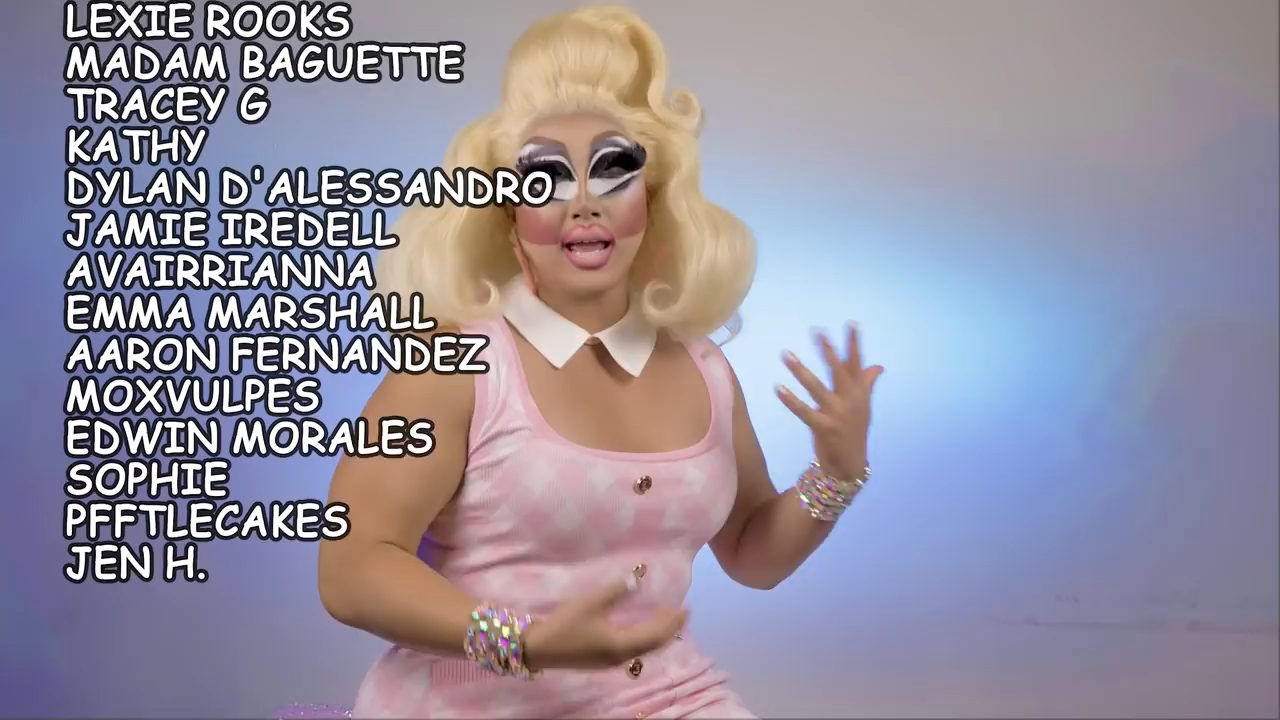 LEXIE ROOKS
MADAM BAGUETTE
TRACEY G
KATHY
DYLAN D'ALESSANDRO
JAMIE IREDELL
AVAIRRIANNA
EMMA MARSHALL
AARON FERNANDEZ
MOXVULPES
EDWIN MORALES
SOPHIE
PFFTLECAKES
JEN H.